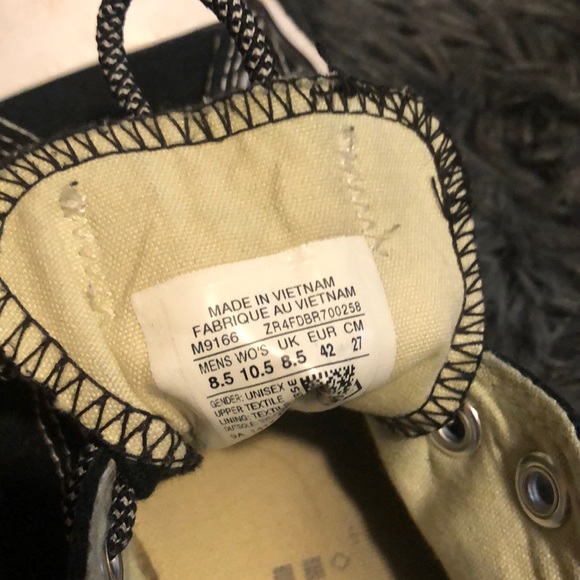 MADE IN VIETNAM
FABRIQUE AU VIETNAM
M9166 ZR4FDBR700258
MENS WO'S UK EUR CM
8.5 10.5 8.5 42 27
GENDER: UNISEX
UPPER:TEXTILE
LINING: TEXTILE
OUTSOLE: